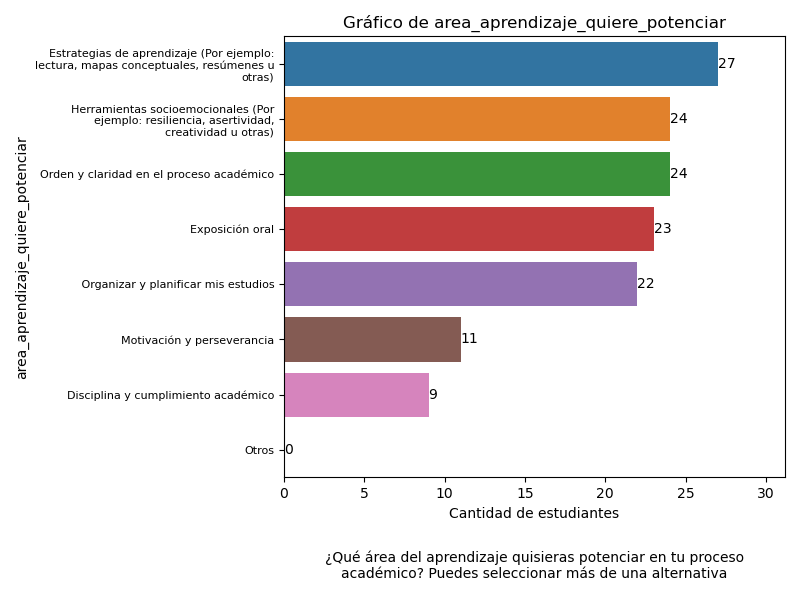 Gráfico de area_aprendizaje_quiere_potenciar
Estrategias de aprendizaje (Por ejemplo:
lectura, mapas conceptuales, resúmenes u
otras)
27
Herramientas socioemocionales (Por
ejemplo: resiliencia, asertividad,
creatividad u otras)
24
Orden y claridad en el proceso académico
24
Exposición oral
23
Organizar y planificar mis estudios
22
Motivación y perseverancia
11
Disciplina y cumplimiento académico
9
Otros
0
area_aprendizaje_quiere_potenciar
0 5 10 15 20 25 30
Cantidad de estudiantes
¿Qué área del aprendizaje quisieras potenciar en tu proceso
académico? Puedes seleccionar más de una alternativa